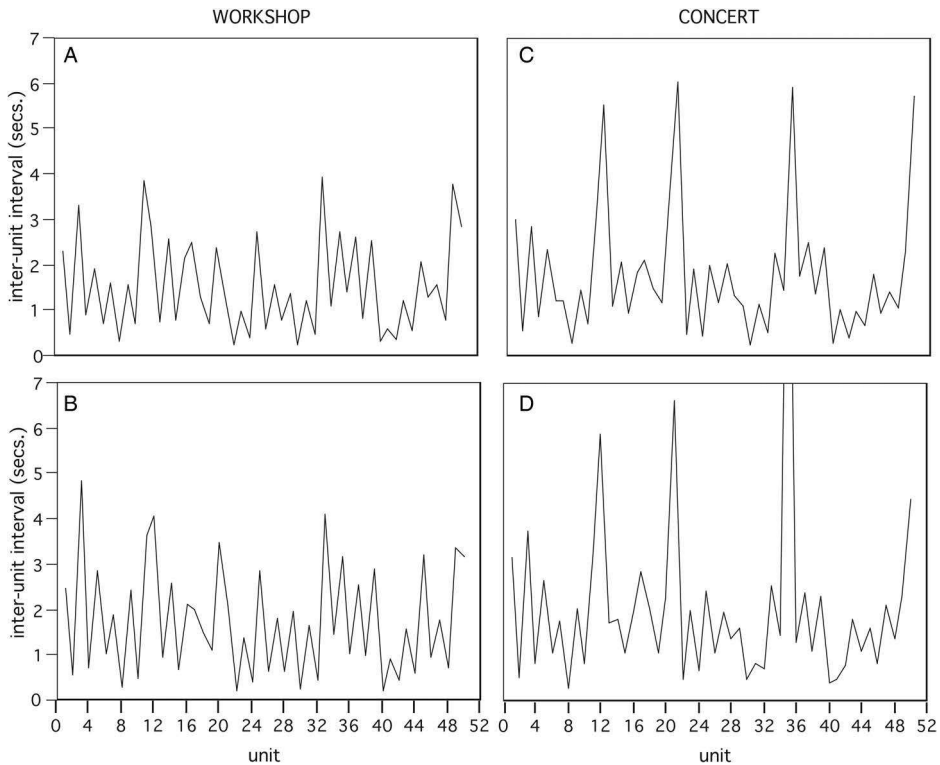 WORKSHOP CONCERT
A C
7
6
5
4
3
2
1
0
inter-unit interval (secs.)
B D
7
6
5
4
3
2
1
0
inter-unit interval (secs.)
0 4 8 12 16 20 24 28 32 36 40 44 48 52 0 4 8 12 16 20 24 28 32 36 40 44 48 52
unit unit